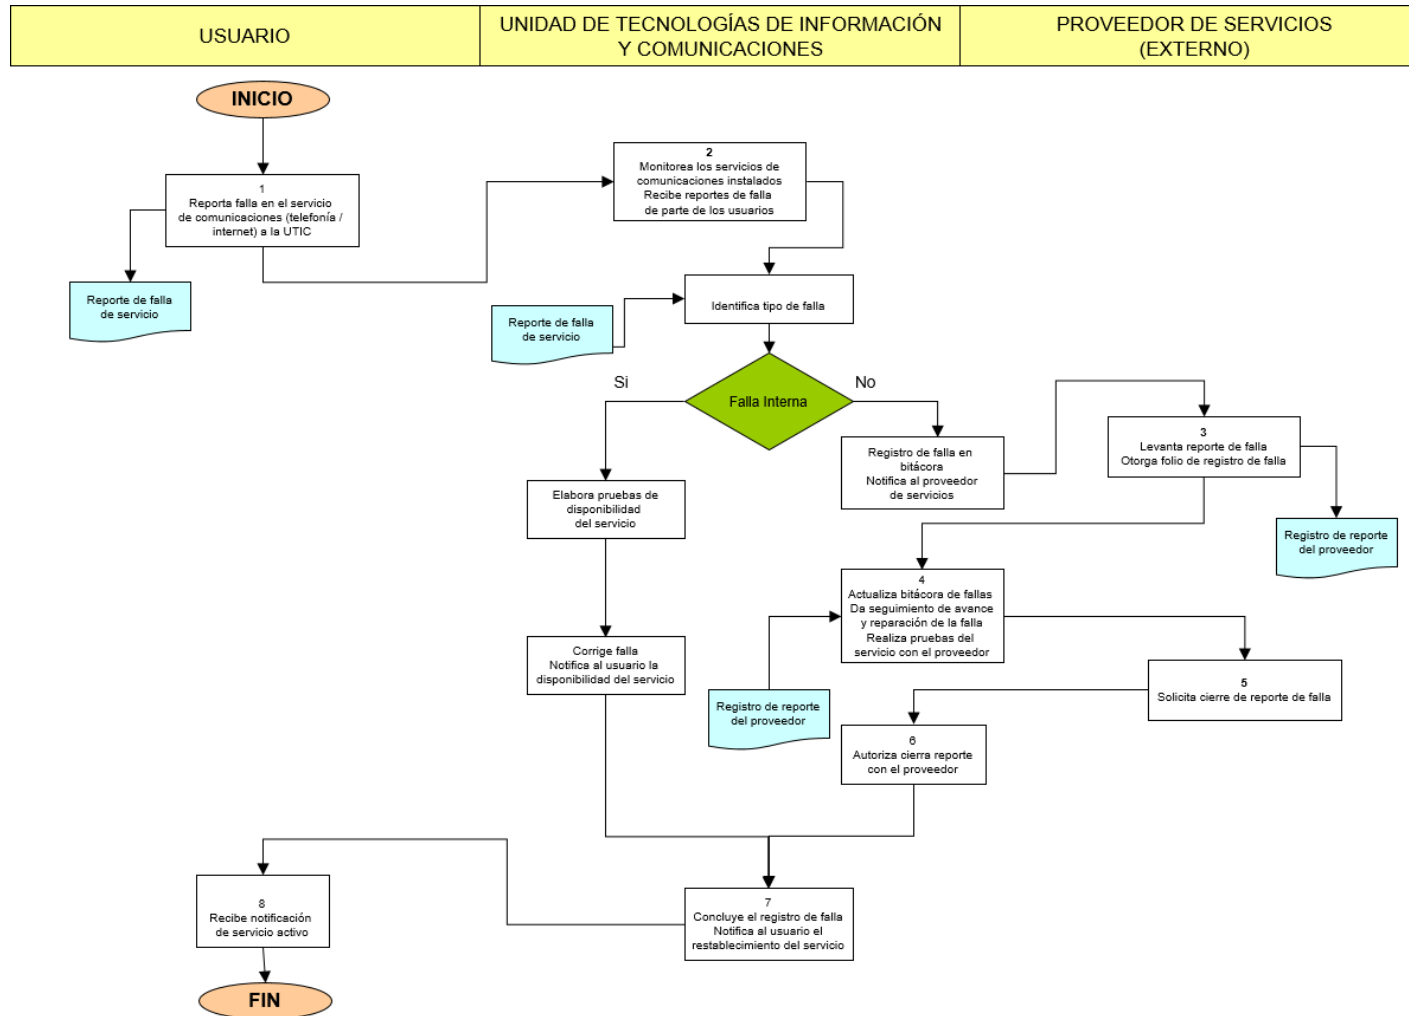 USUARIO
UNIDAD DE TECNOLOGÍAS DE INFORMACIÓN
Y COMUNICACIONES
PROVEEDOR DE SERVICIOS
(EXTERNO)
INICIO
1
Reporta falla en el servicio
de comunicaciones (telefonía /
internet) a la UTIC
Reporte de falla
de servicio
2
Monitorea los servicios de
comunicaciones instalados
Recibe reportes de falla
de parte de los usuarios
Identifica tipo de falla
Reporte de falla
de servicio
Falla Interna
Si
No
Elabora pruebas de
disponibilidad
del servicio
Registro de falla en
bitácora
Notifica al proveedor
de servicios
3
Levanta reporte de falla
Otorga folio de registro de falla
Registro de reporte
del proveedor
4
Actualiza bitácora de fallas
Da seguimiento de avance
y reparación de la falla
Realiza pruebas del
servicio con el proveedor
Corrige falla
Notifica al usuario la
disponibilidad del servicio
Registro de reporte
del proveedor
5
Solicita cierre de reporte de falla
6
Autoriza cierra reporte
con el proveedor
7
Concluye el registro de falla
Notifica al usuario el
restablecimiento del servicio
8
Recibe notificación
de servicio activo
FIN